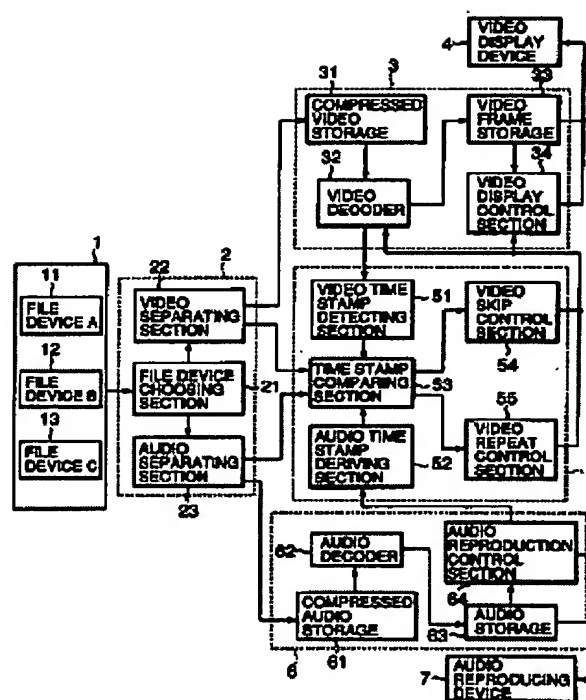 4
VIDEO
DISPLAY
DEVICE
31
3
33
COMPRESSED
VIDEO
STORAGE
VIDEO
FRAME
STORAGE
32
34
VIDEO
DECODER
VIDEO
DISPLAY
CONTROL
SECTION
1
11
FILE
DEVICE A
12
FILE
DEVICE B
13
FILE
DEVICE C
22
2
VIDEO
SEPARATING
SECTION
FILE DEVICE
CHOOSING
SECTION
21
AUDIO
SEPARATING
SECTION
23
VIDEO TIME
STAMP
DETECTING
SECTION
51
VIDEO
SKIP
CONTROL
SECTION
54
TIME STAMP
COMPARING
SECTION
53
55
AUDIO TIME
STAMP
DERIVING
SECTION
52
VIDEO
REPEAT
CONTROL
SECTION
62
AUDIO
DECODER
AUDIO
REPRODUCTION
CONTROL
SECTION
64
COMPRESSED
AUDIO
STORAGE
61
AUDIO
STORAGE
63
6
7
AUDIO
REPRODUCING
DEVICE